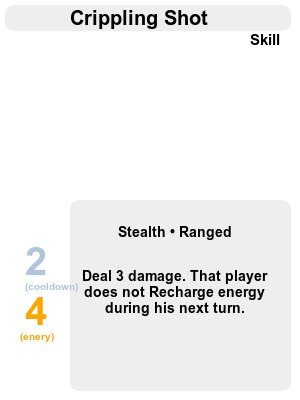 Crippling Shot
Skill
Stealth • Ranged
2
(cooldown)
4
(enery)
Deal 3 damage. That player
does not Recharge energy
during his next turn.